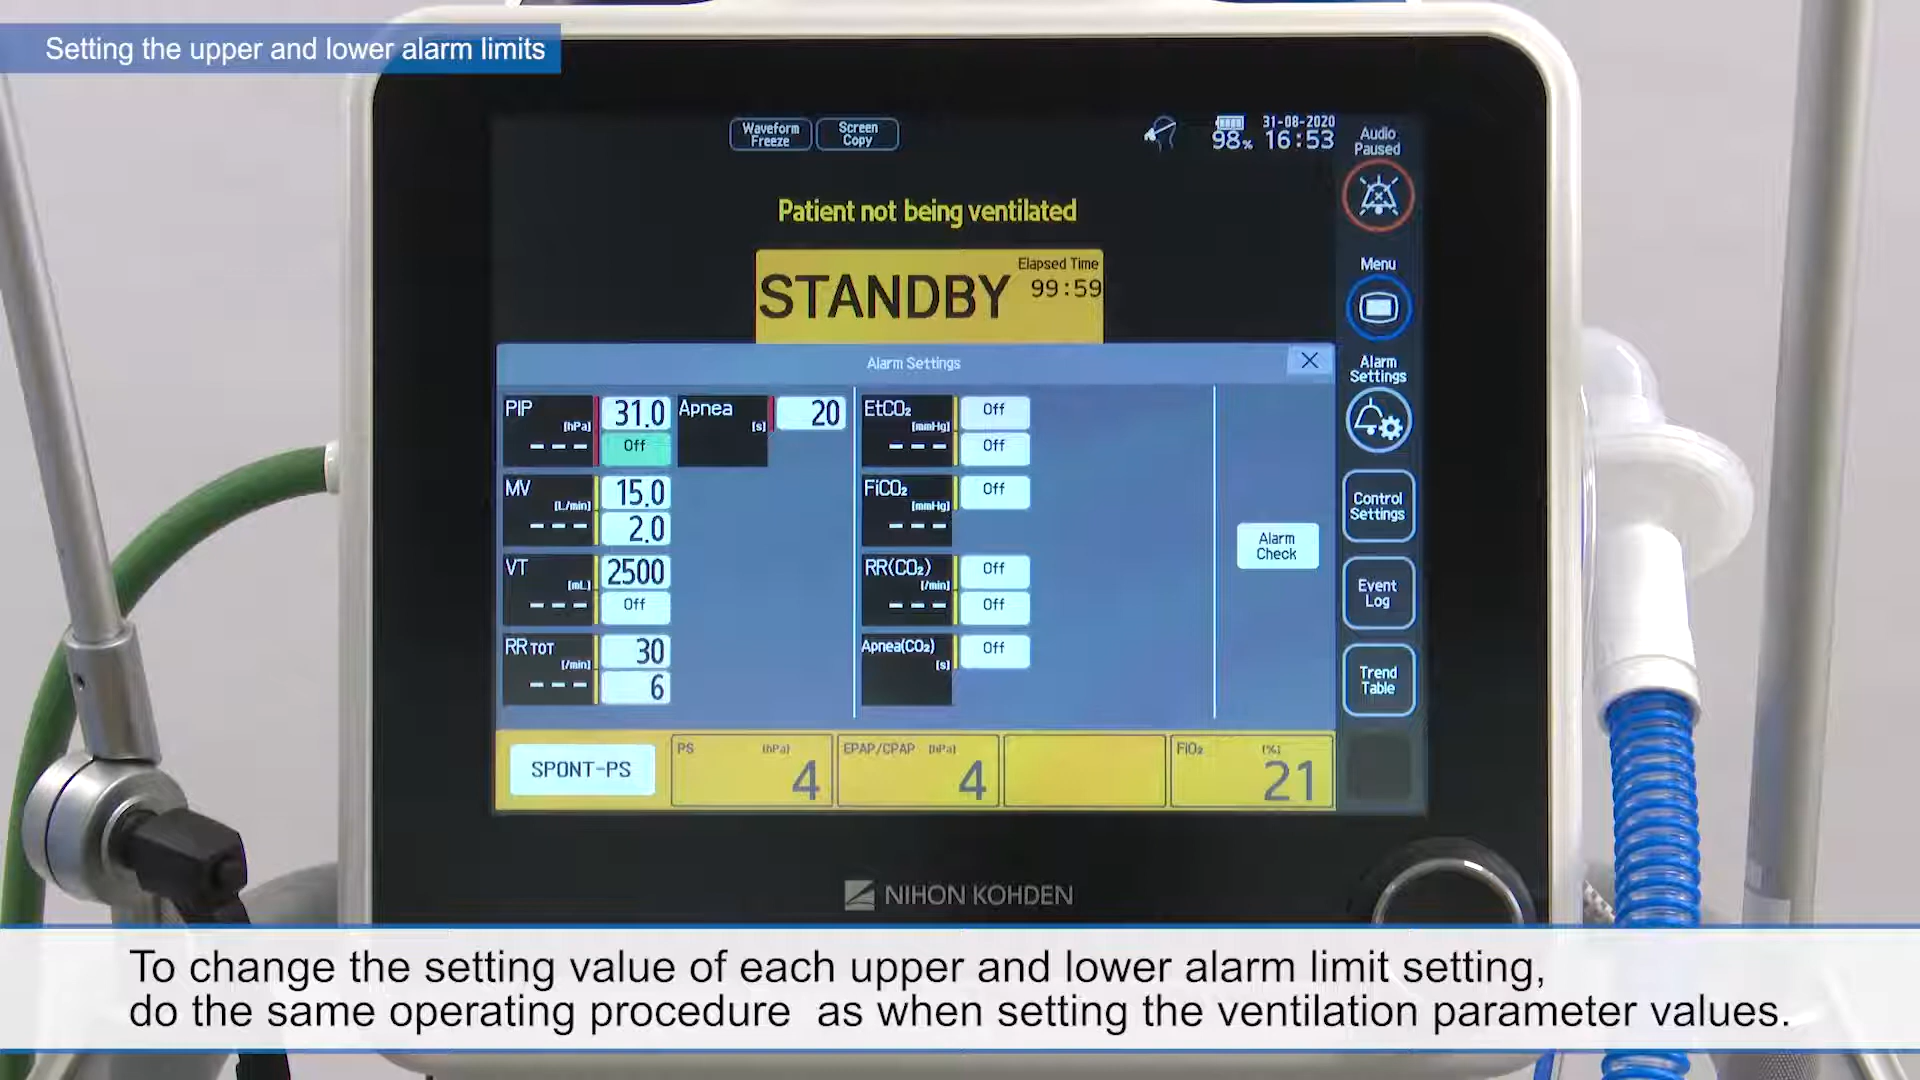 Setting the upper and lower alarm limits
Waveform
Freeze
Screen
Copy
98%
31-08-2020
16:53
Audio
Paused
Patient not being ventilated
STANDBY
Elapsed Time
99:59
Menu
Alarm Settings
Alarm
Settings
PIP
[hPa]
---
31.0
Off
Apnea
[s]
20
EtCO₂
[mmHg]
---
Off
Off
MV
[L/min]
---
15.0
2.0
FiCO₂
[mmHg]
---
Off
Control
Settings
Alarm
Check
VT
[mL]
---
2500
Off
RR(CO₂)
[/min]
---
Off
Off
Event
Log
RR TOT
[/min]
---
30
6
Apnea(CO₂)
[s]
Off
Trend
Table
SPONT-PS
PS [hPa]
4
EPAP/CPAP [hPa]
4
FiO₂ [%]
21
NIHON KOHDEN
To change the setting value of each upper and lower alarm limit setting,
do the same operating procedure as when setting the ventilation parameter values.